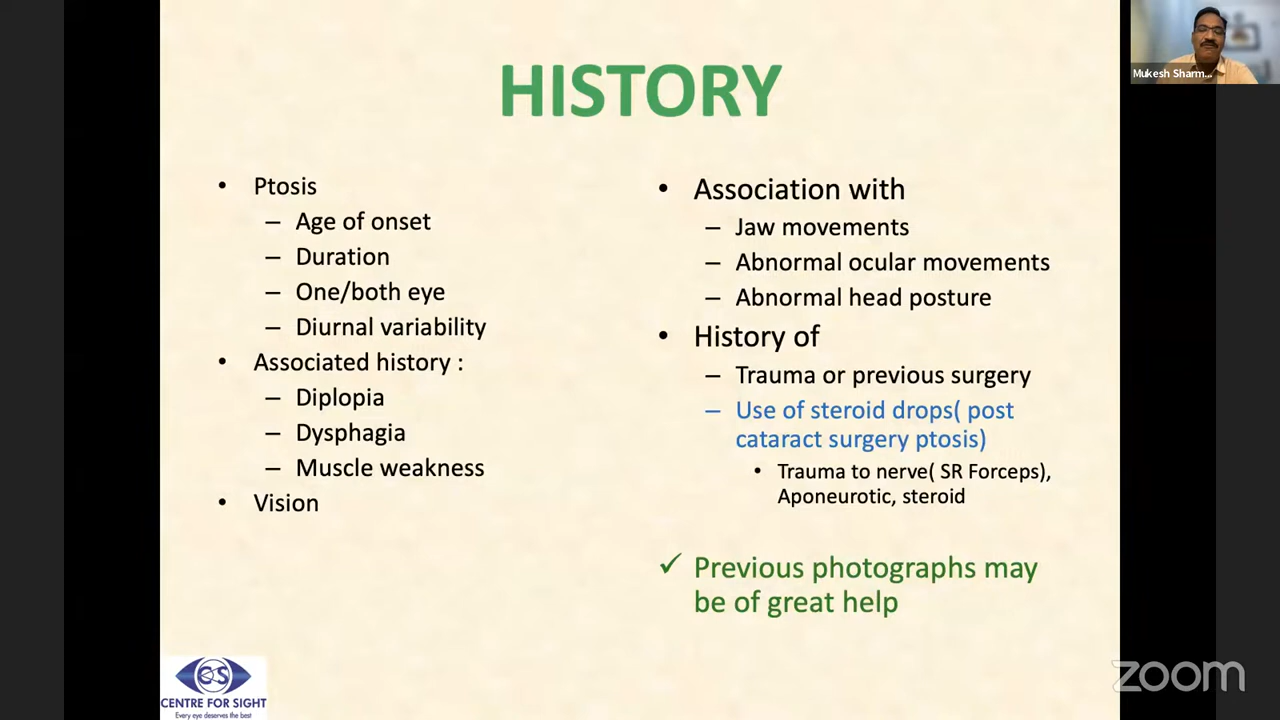 HISTORY
• Ptosis
– Age of onset
– Duration
– One/both eye
– Diurnal variability
• Associated history :
– Diplopia
– Dysphagia
– Muscle weakness
• Vision
• Association with
– Jaw movements
– Abnormal ocular movements
– Abnormal head posture
• History of
– Trauma or previous surgery
– Use of steroid drops( post
cataract surgery ptosis)
• Trauma to nerve( SR Forceps),
Aponeurotic, steroid
✓ Previous photographs may
be of great help
Mukesh Sharm...
CS
CENTRE FOR SIGHT
Every eye deserves the best
zoom